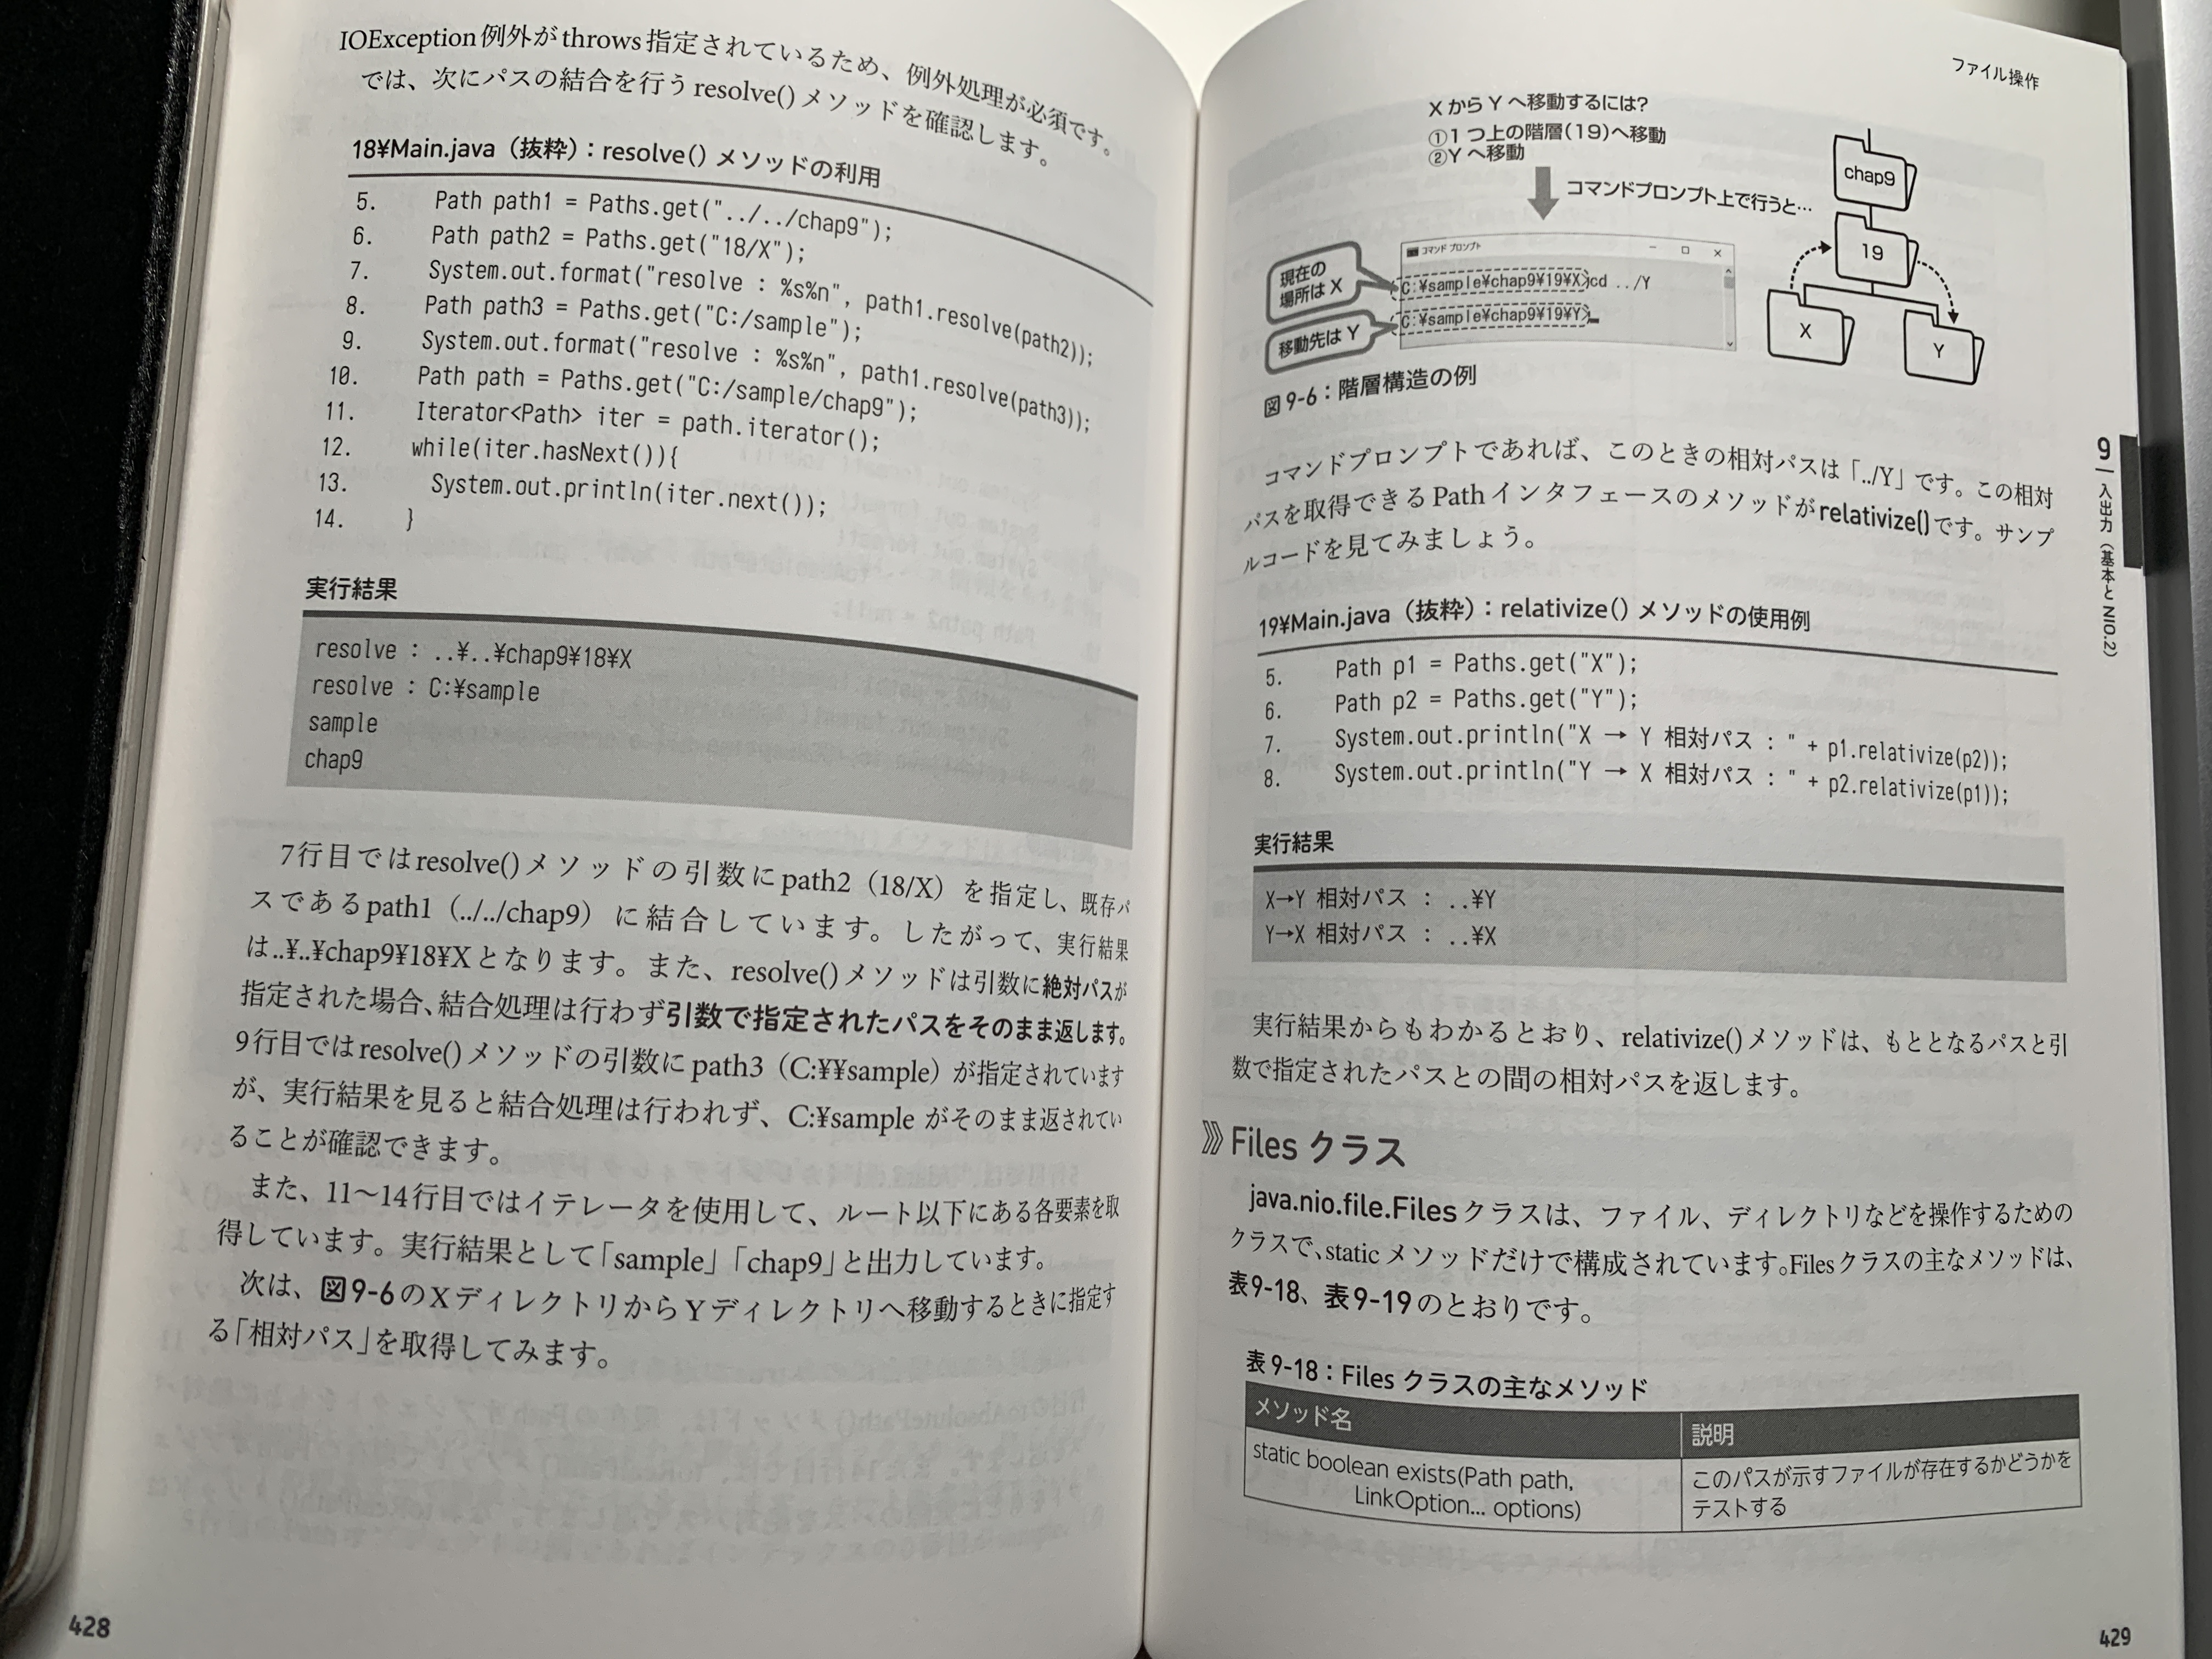 IOException例外がthrows指定されているため、例外処理が必須です。
では、次にパスの結合を行うresolve()メソッドを確認します。
18¥Main.java（抜粋）：resolve() メソッドの利用
5. Path path1 = Paths.get("../../chap9");
6. Path path2 = Paths.get("18/X");
7. System.out.format("resolve : %s%n", path1.resolve(path2));
8. Path path3 = Paths.get("C:/sample");
9. System.out.format("resolve : %s%n", path1.resolve(path3));
10. Path path = Paths.get("C:/sample/chap9");
11. Iterator<Path> iter = path.iterator();
12. while(iter.hasNext()){
13. System.out.println(iter.next());
14. }
実行結果
resolve : ..¥..¥chap9¥18¥X
resolve : C:¥sample
sample
chap9
7行目ではresolve()メソッドの引数にpath2（18/X）を指定し、既存パ
スであるpath1（../../chap9）に結合しています。したがって、実行結果
は..¥..¥chap9¥18¥Xとなります。また、resolve()メソッドは引数に絶対パスが
指定された場合、結合処理は行わず引数で指定されたパスをそのまま返します。
9行目ではresolve()メソッドの引数にpath3（C:¥¥sample）が指定されています
が、実行結果を見ると結合処理は行われず、C:¥sample がそのまま返されてい
ることが確認できます。
また、11～14行目ではイテレータを使用して、ルート以下にある各要素を取
得しています。実行結果として「sample」「chap9」と出力しています。
次は、図9-6のXディレクトリからYディレクトリへ移動するときに指定す
る「相対パス」を取得してみます。
428
ファイル操作
XからYへ移動するには？
①1つ上の階層(19)へ移動
②Yへ移動
コマンドプロンプト上で行うと…
chap9
19
X
Y
コマンド プロンプト
現在の
場所はX
C:¥sample¥chap9¥19¥X>cd ../Y
移動先はY
C:¥sample¥chap9¥19¥Y>
図9-6：階層構造の例
コマンドプロンプトであれば、このときの相対パスは「../Y」です。この相対
パスを取得できるPathインタフェースのメソッドがrelativize()です。サンプ
ルコードを見てみましょう。
19¥Main.java（抜粋）：relativize() メソッドの使用例
5. Path p1 = Paths.get("X");
6. Path p2 = Paths.get("Y");
7. System.out.println("X → Y 相対パス : " + p1.relativize(p2));
8. System.out.println("Y → X 相対パス : " + p2.relativize(p1));
実行結果
X→Y 相対パス : ..¥Y
Y→X 相対パス : ..¥X
実行結果からもわかるとおり、relativize()メソッドは、もととなるパスと引
数で指定されたパスとの間の相対パスを返します。
》Files クラス
java.nio.file.Filesクラスは、ファイル、ディレクトリなどを操作するための
クラスで、staticメソッドだけで構成されています。Filesクラスの主なメソッドは、
表9-18、表9-19のとおりです。
表9-18：Files クラスの主なメソッド
メソッド名 説明
static boolean exists(Path path, このパスが示すファイルが存在するかどうかを
LinkOption... options) テストする
9 入出力（基本とNIO.2）
429